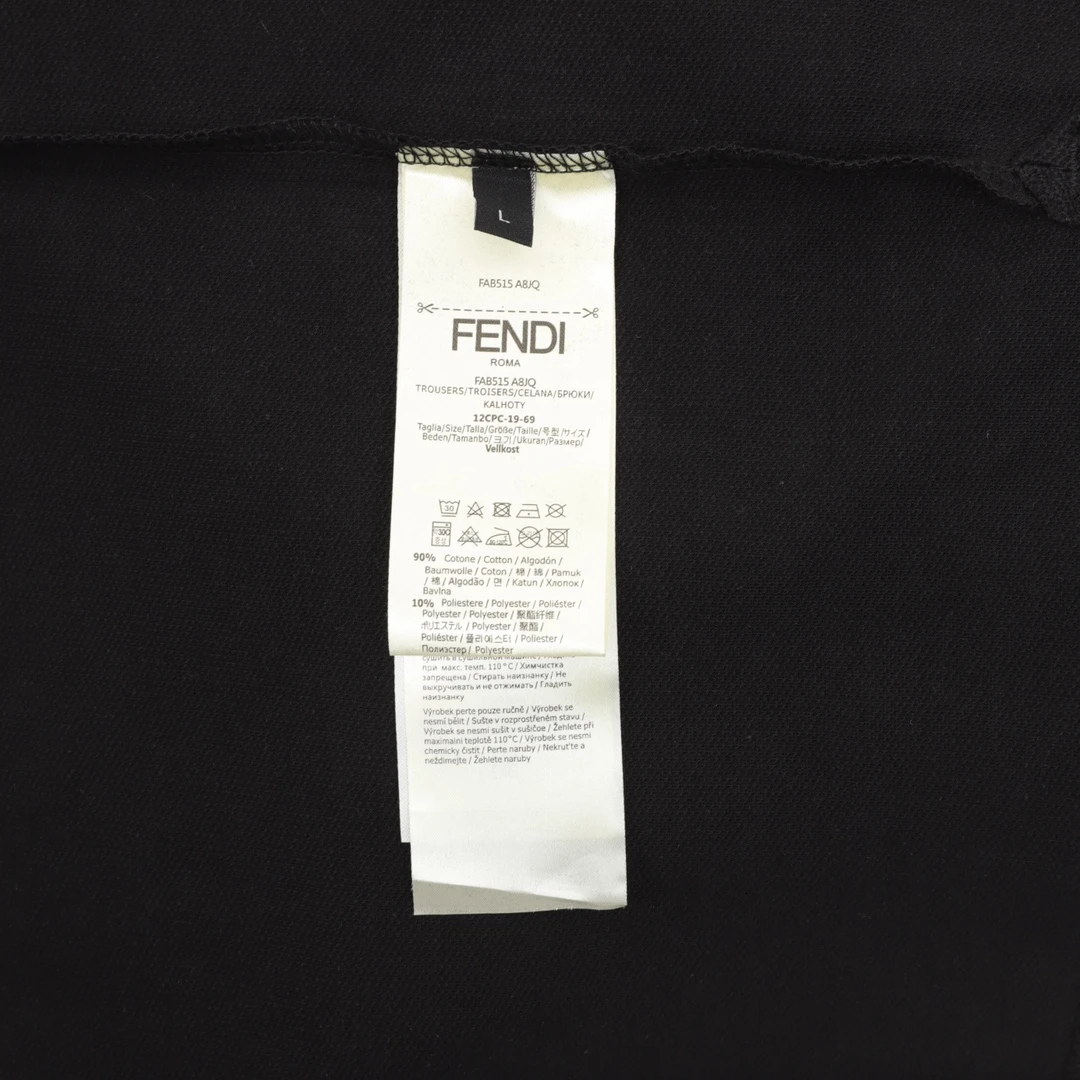 L
FAB515 A8JQ
FENDI
ROMA
FAB515 A8JQ
TROUSERS/TROISERS/CELANA/БРЮКИ/
KALHOTY
12CPC-19-69
Taglia/Size/Talla/Größe/Taille/号型/サイズ/
Beden/Tamanbo/크기/Ukuran/Размер/
Vellkost
30
90% Cotone / Cotton / Algodón /
Baumwolle / Coton / 棉 / 綿 / Pamuk
/ 棉 / Algodão / 면 / Katun / Хлопок /
Bavlna
10% Poliestere / Polyester / Poliéster /
Polyester / Polyester / 聚酯纤维 /
ポリエステル / Polyester / 聚酯 /
Poliéster / 폴리에스터 / Poliester /
Полиэстер / Polyester
сушить в сушильной машине /
при макс. темп. 110°C / Химчистка
запрещена / Стирать наизнанку / Не
выкручивать и не отжимать / Гладить
наизнанку
Výrobek perte pouze ručně / Výrobek se
nesmí bělit / Sušte v rozprostřeném stavu /
Výrobek se nesmí sušit v sušičce / Žehlete při
maximalni teplotě 110°C / Výrobek se nesmí
chemicky čistit / Perte naruby / Nekruťte a
neždimejte / Žehlete naruby